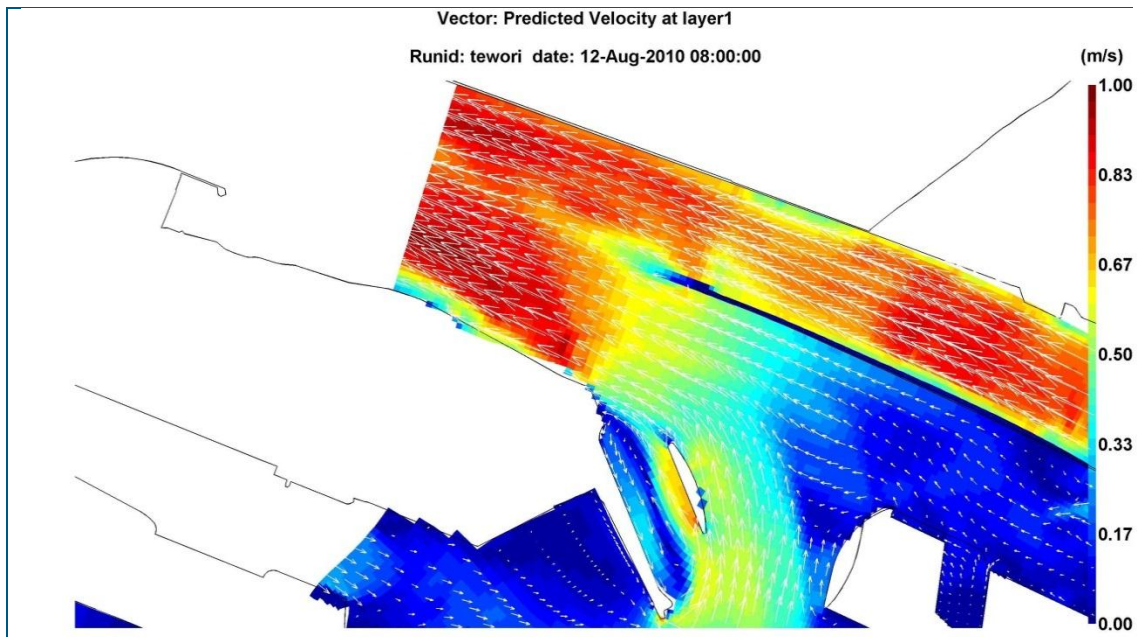 Vector: Predicted Velocity at layer1
Runid: tewori date: 12-Aug-2010 08:00:00
(m/s)
1.00
0.83
0.67
0.50
0.33
0.17
0.00